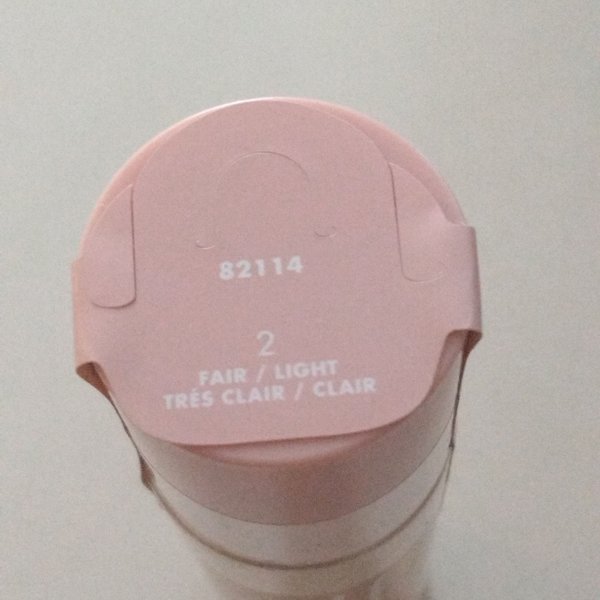 82114
2
FAIR / LIGHT
TRÉS CLAIR / CLAIR